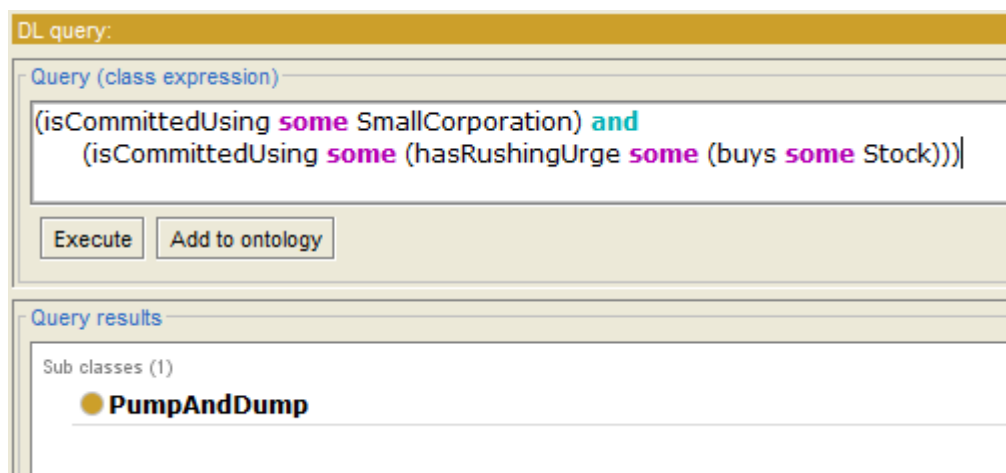 DL query:
Query (class expression)
(isCommittedUsing some SmallCorporation) and
(isCommittedUsing some (hasRushingUrge some (buys some Stock)))
Execute Add to ontology
Query results
Sub classes (1)
PumpAndDump